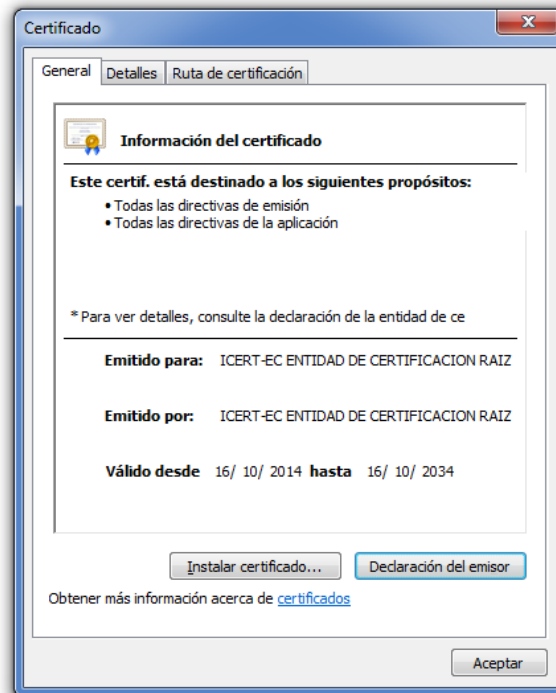 Certificado
General Detalles Ruta de certificación
Información del certificado
Este certif. está destinado a los siguientes propósitos:
• Todas las directivas de emisión
• Todas las directivas de la aplicación
* Para ver detalles, consulte la declaración de la entidad de ce
Emitido para: ICERT-EC ENTIDAD DE CERTIFICACION RAIZ
Emitido por: ICERT-EC ENTIDAD DE CERTIFICACION RAIZ
Válido desde 16/ 10/ 2014 hasta 16/ 10/ 2034
Instalar certificado... Declaración del emisor
Obtener más información acerca de certificados
Aceptar